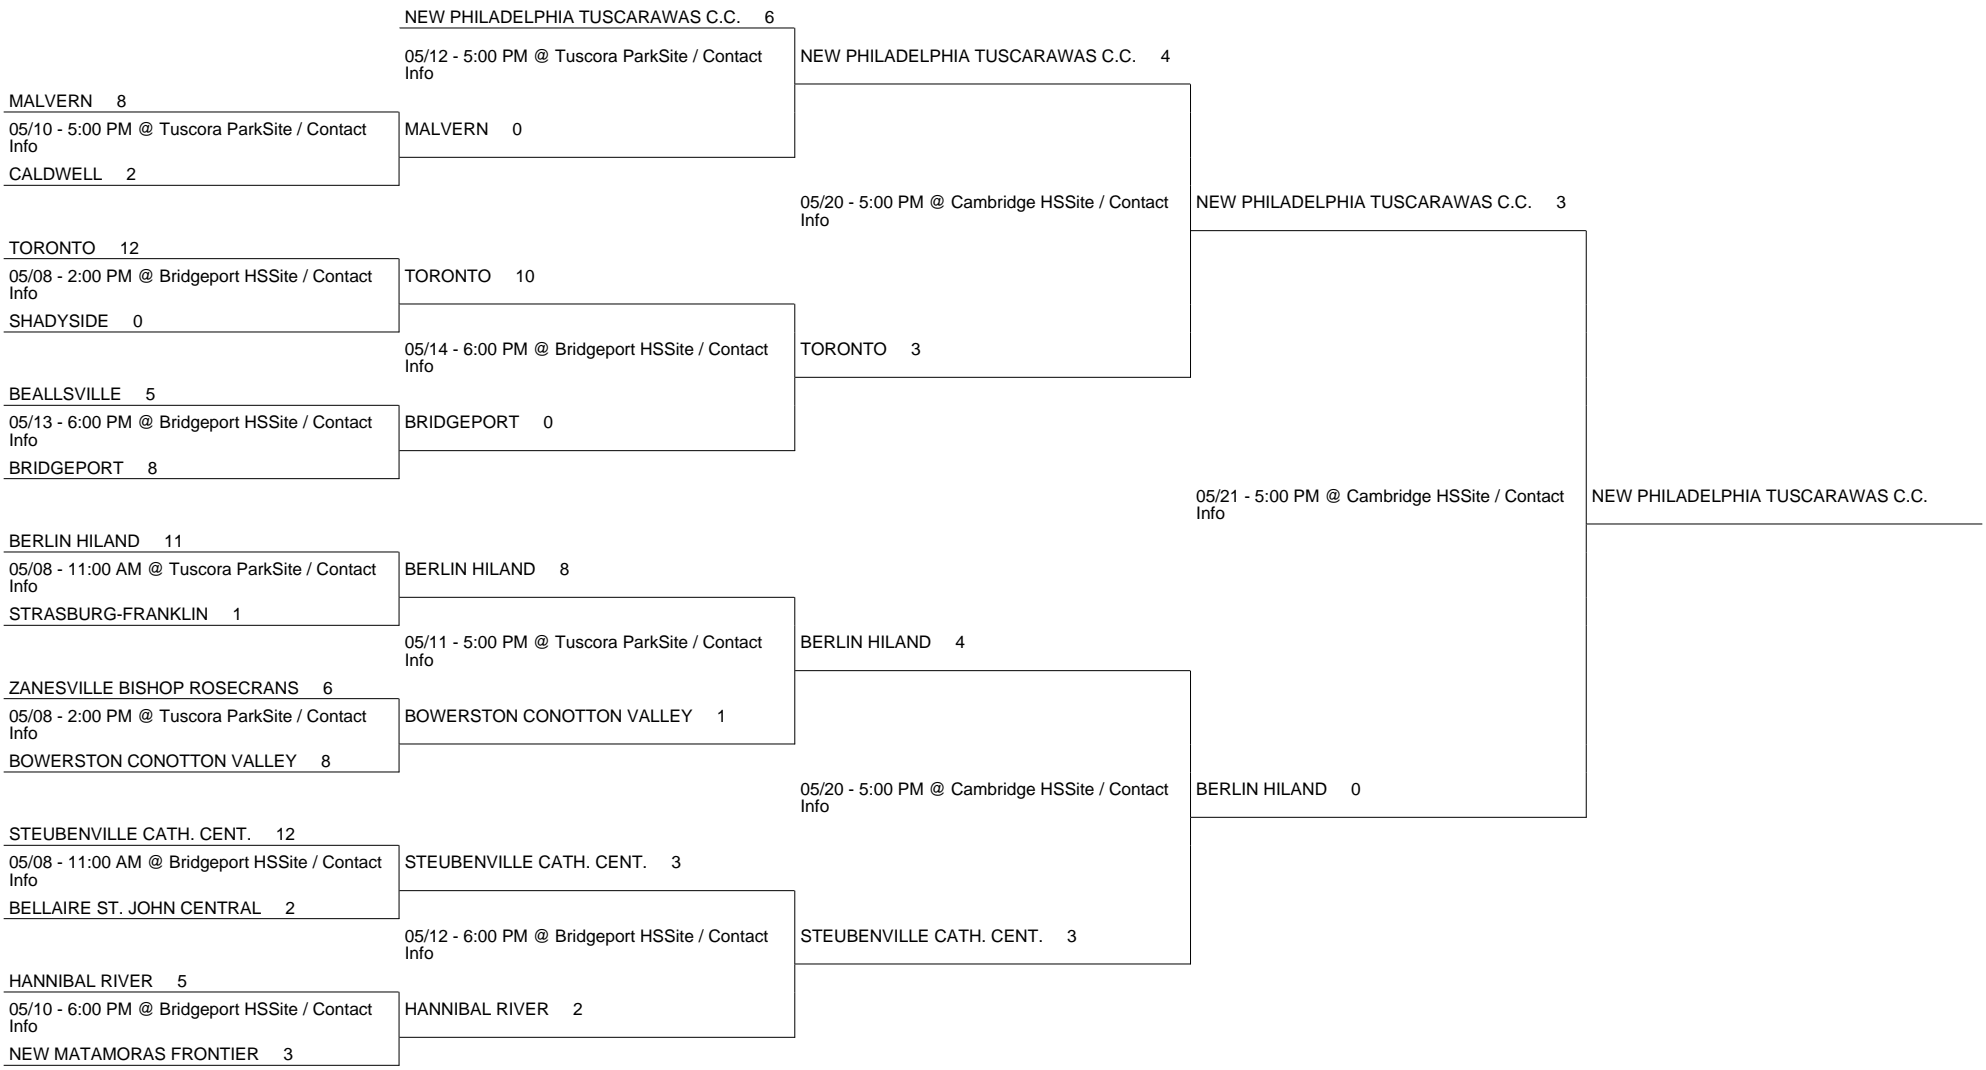 NEW PHILADELPHIA TUSCARAWAS C.C. 6
05/12 - 5:00 PM @ Tuscora ParkSite / Contact
Info
NEW PHILADELPHIA TUSCARAWAS C.C. 4
MALVERN 8
05/10 - 5:00 PM @ Tuscora ParkSite / Contact
Info
MALVERN 0
CALDWELL 2
05/20 - 5:00 PM @ Cambridge HSSite / Contact
Info
NEW PHILADELPHIA TUSCARAWAS C.C. 3
TORONTO 12
05/08 - 2:00 PM @ Bridgeport HSSite / Contact
Info
TORONTO 10
SHADYSIDE 0
05/14 - 6:00 PM @ Bridgeport HSSite / Contact
Info
TORONTO 3
BEALLSVILLE 5
05/13 - 6:00 PM @ Bridgeport HSSite / Contact
Info
BRIDGEPORT 0
BRIDGEPORT 8
05/21 - 5:00 PM @ Cambridge HSSite / Contact
Info
NEW PHILADELPHIA TUSCARAWAS C.C.
BERLIN HILAND 11
05/08 - 11:00 AM @ Tuscora ParkSite / Contact
Info
BERLIN HILAND 8
STRASBURG-FRANKLIN 1
05/11 - 5:00 PM @ Tuscora ParkSite / Contact
Info
BERLIN HILAND 4
ZANESVILLE BISHOP ROSECRANS 6
05/08 - 2:00 PM @ Tuscora ParkSite / Contact
Info
BOWERSTON CONOTTON VALLEY 1
BOWERSTON CONOTTON VALLEY 8
05/20 - 5:00 PM @ Cambridge HSSite / Contact
Info
BERLIN HILAND 0
STEUBENVILLE CATH. CENT. 12
05/08 - 11:00 AM @ Bridgeport HSSite / Contact
Info
STEUBENVILLE CATH. CENT. 3
BELLAIRE ST. JOHN CENTRAL 2
05/12 - 6:00 PM @ Bridgeport HSSite / Contact
Info
STEUBENVILLE CATH. CENT. 3
HANNIBAL RIVER 5
05/10 - 6:00 PM @ Bridgeport HSSite / Contact
Info
HANNIBAL RIVER 2
NEW MATAMORAS FRONTIER 3